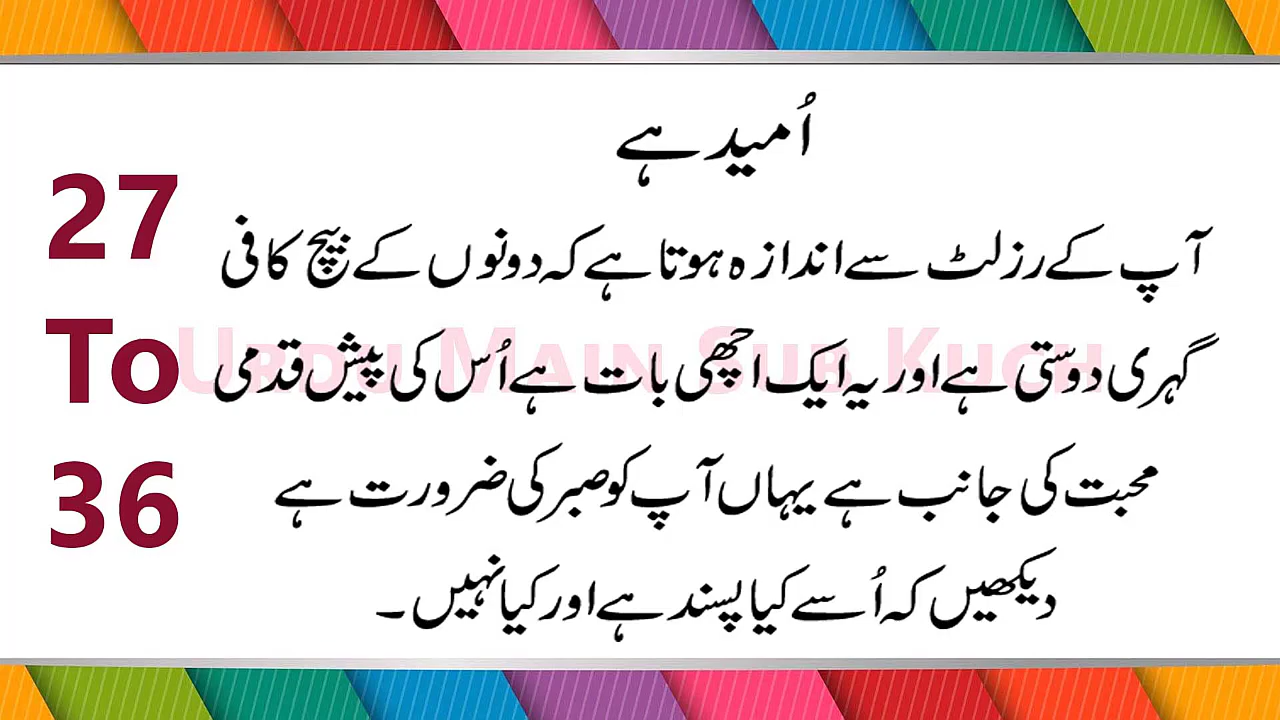 اُمید ہے
27
آپ کے رزلٹ سے اندازہ ہوتا ہے کہ دونوں کے بیچ کافی
To
گہری دوستی ہے اور یہ ایک اچھی بات ہے اُس کی پیش قدمی
URDU MAIN SUB KUCH
36
محبت کی جانب ہے یہاں آپ کو صبر کی ضرورت ہے
دیکھیں کہ اُسے کیا پسند ہے اور کیا نہیں۔